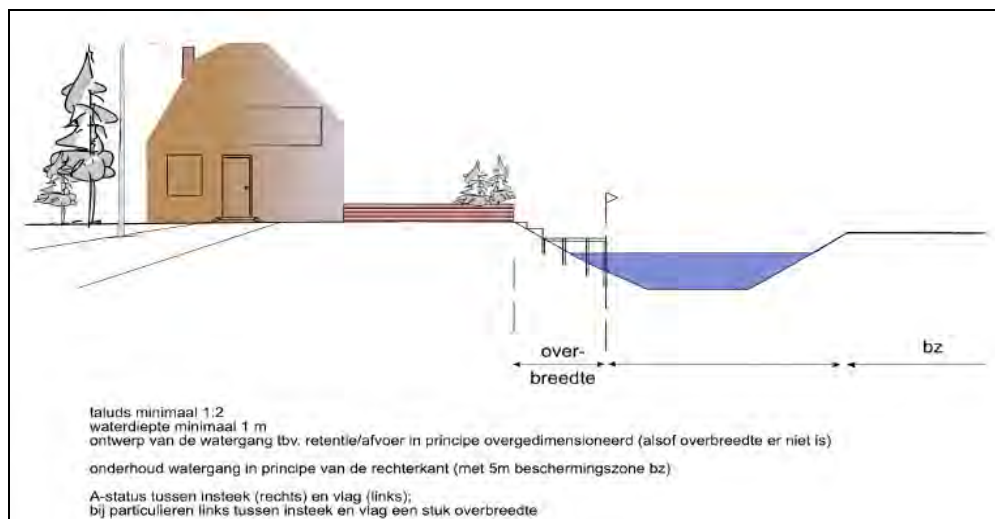 over-
breedte
bz
taluds minimaal 1:2
waterdiepte minimaal 1 m
ontwerp van de watergang tbv. retentie/afvoer in principe overgedimensioneerd (alsof overbreedte er niet is)
onderhoud watergang in principe van de rechterkant (met 5m beschermingszone bz)
A-status tussen insteek (rechts) en vlag (links);
bij particulieren links tussen insteek en vlag een stuk overbreedte